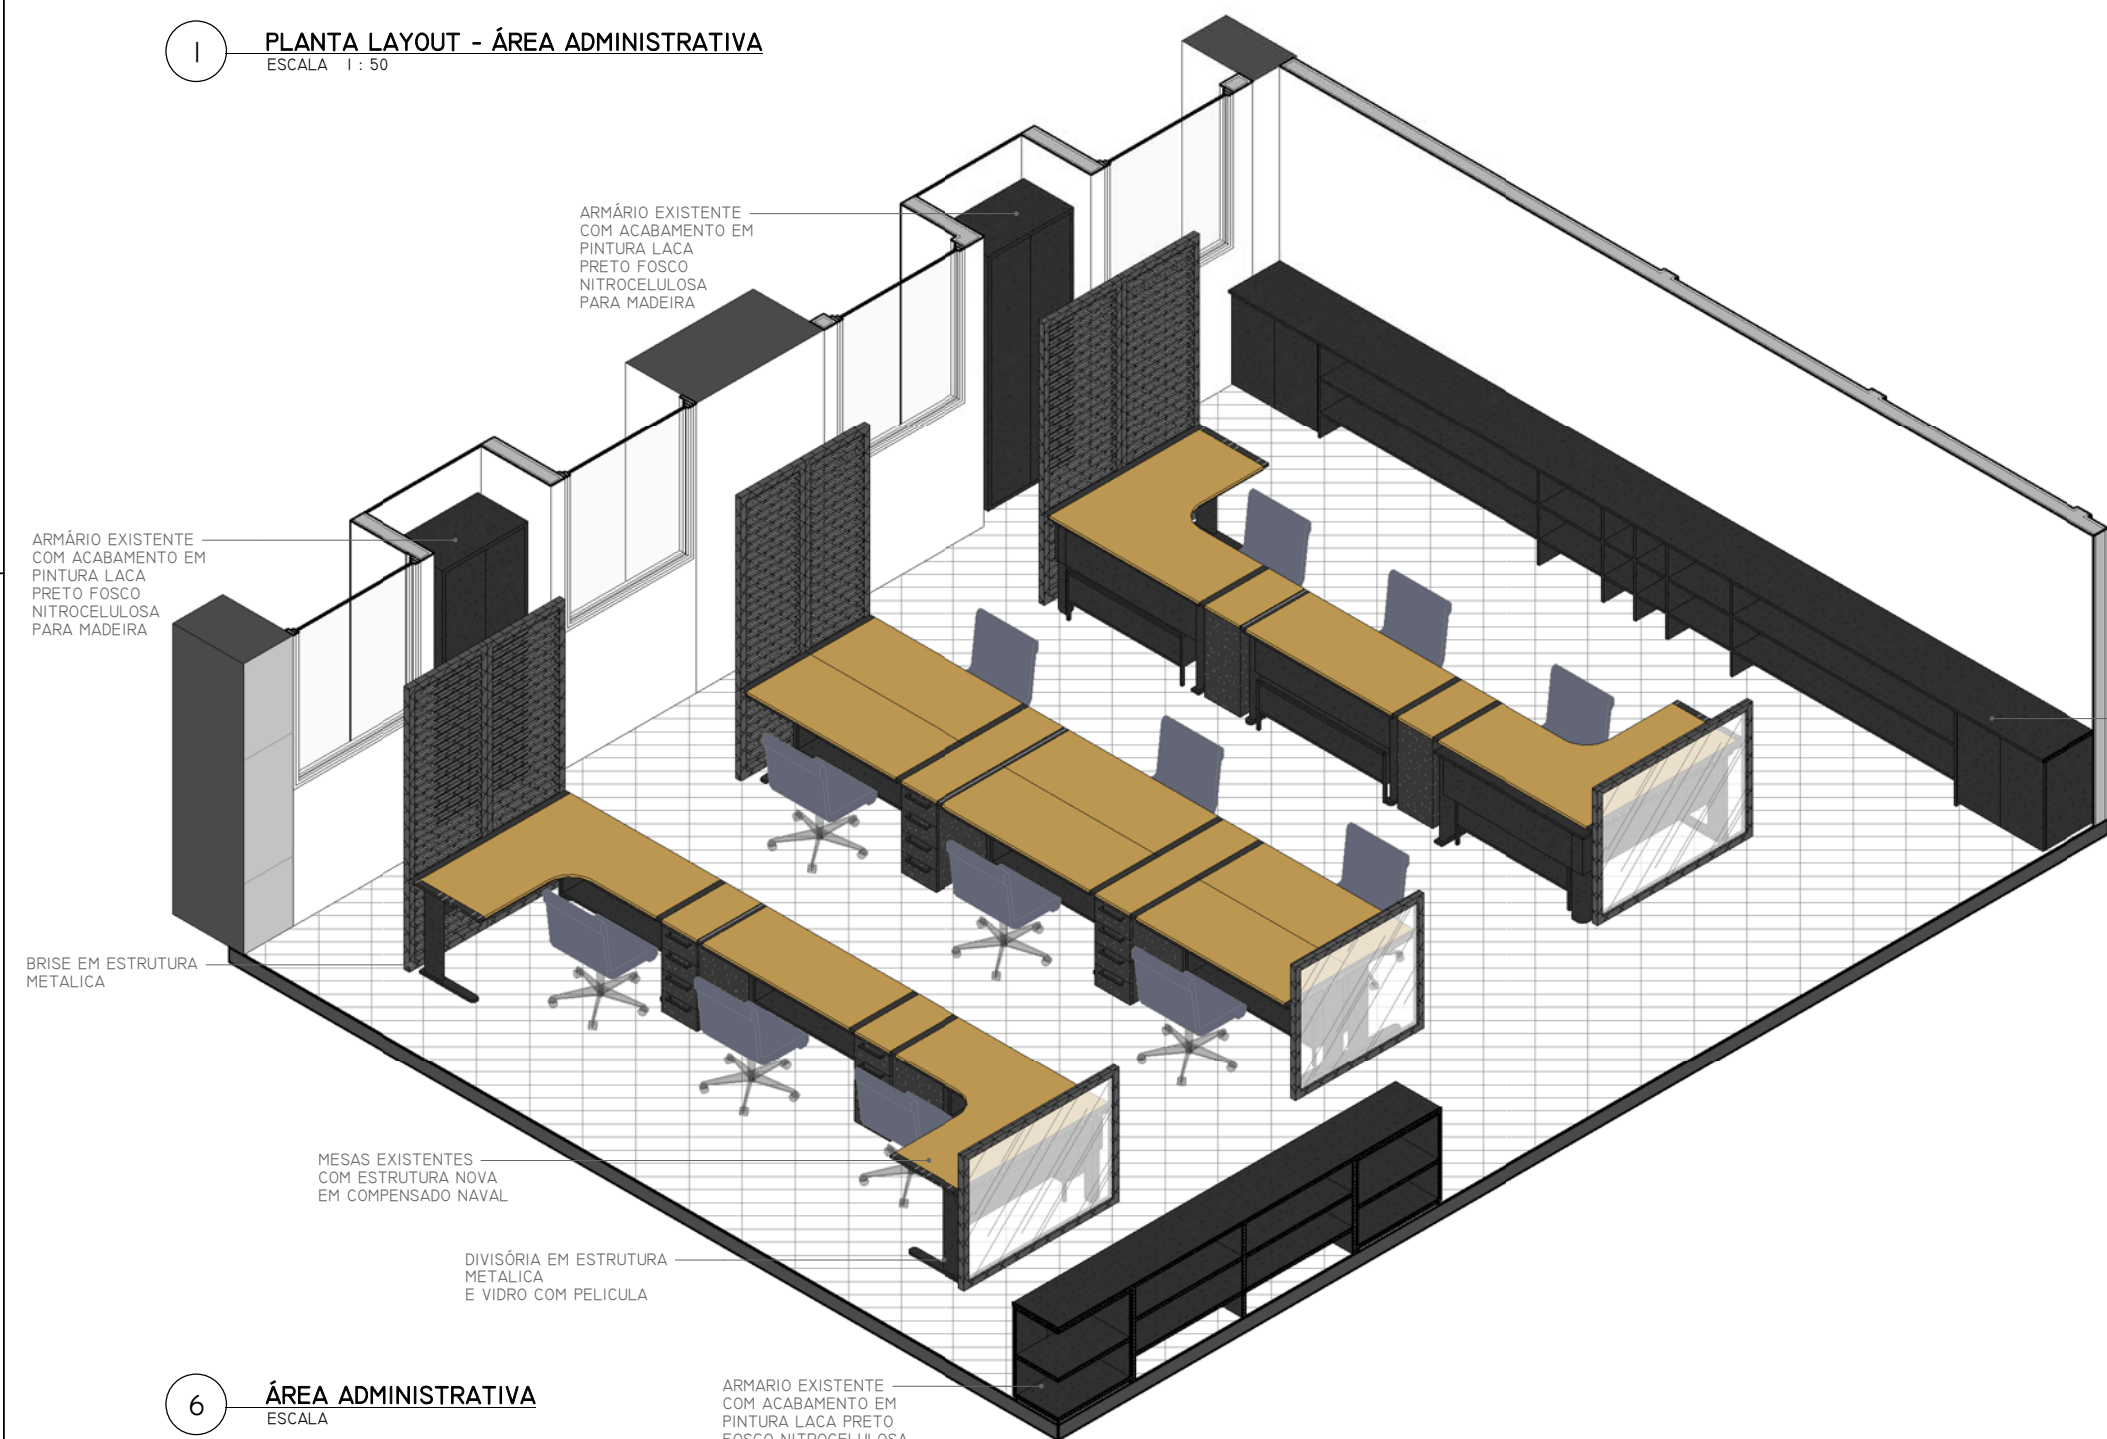 1
PLANTA LAYOUT - ÁREA ADMINISTRATIVA
ESCALA 1 : 50
ARMÁRIO EXISTENTE
COM ACABAMENTO EM
PINTURA LACA
PRETO FOSCO
NITROCELULOSA
PARA MADEIRA
ARMÁRIO EXISTENTE
COM ACABAMENTO EM
PINTURA LACA
PRETO FOSCO
NITROCELULOSA
PARA MADEIRA
BRISE EM ESTRUTURA
METALICA
MESAS EXISTENTES
COM ESTRUTURA NOVA
EM COMPENSADO NAVAL
DIVISÓRIA EM ESTRUTURA
METALICA
E VIDRO COM PELICULA
6
ÁREA ADMINISTRATIVA
ESCALA
ARMARIO EXISTENTE
COM ACABAMENTO EM
PINTURA LACA PRETO
FOSCO NITROCELULOSA